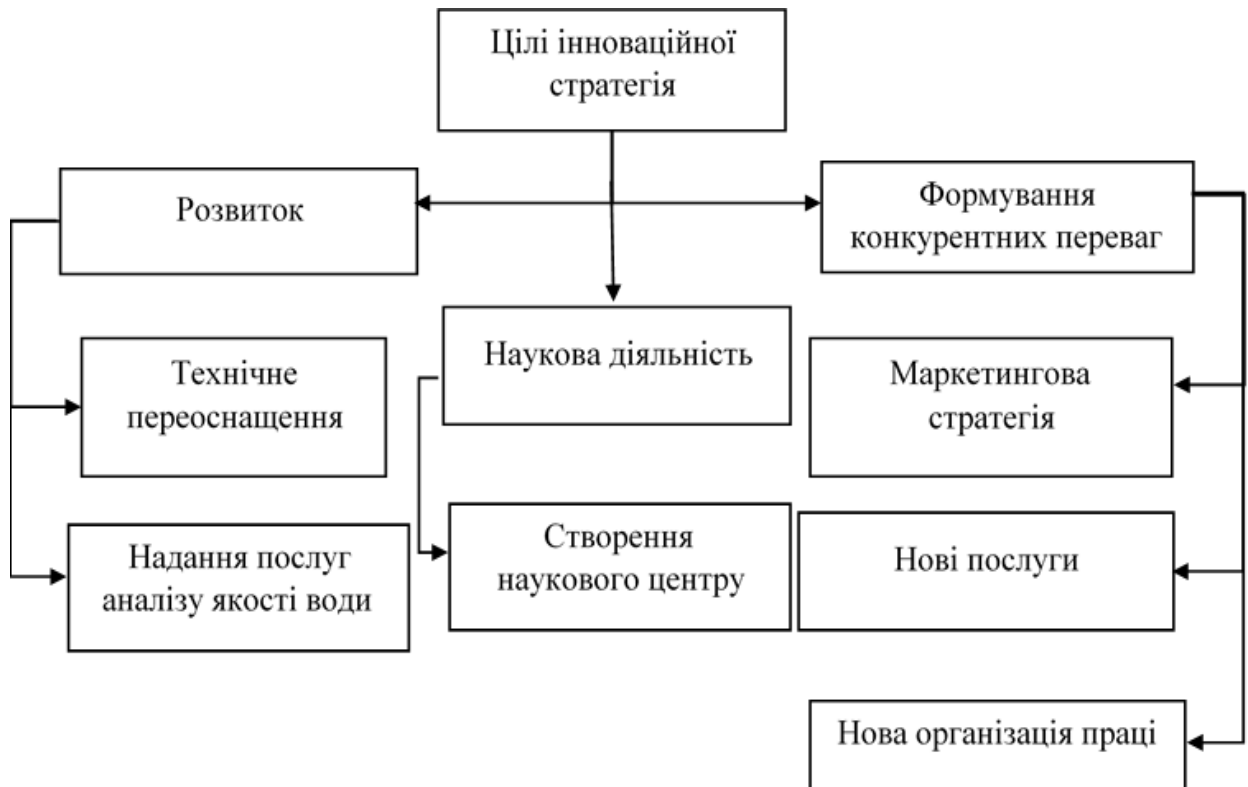 Цілі інноваційної
стратегія
Розвиток
Формування
конкурентних переваг
Наукова діяльність
Технічне
переоснащення
Маркетингова
стратегія
Надання послуг
аналізу якості води
Створення
наукового центру
Нові послуги
Нова організація праці